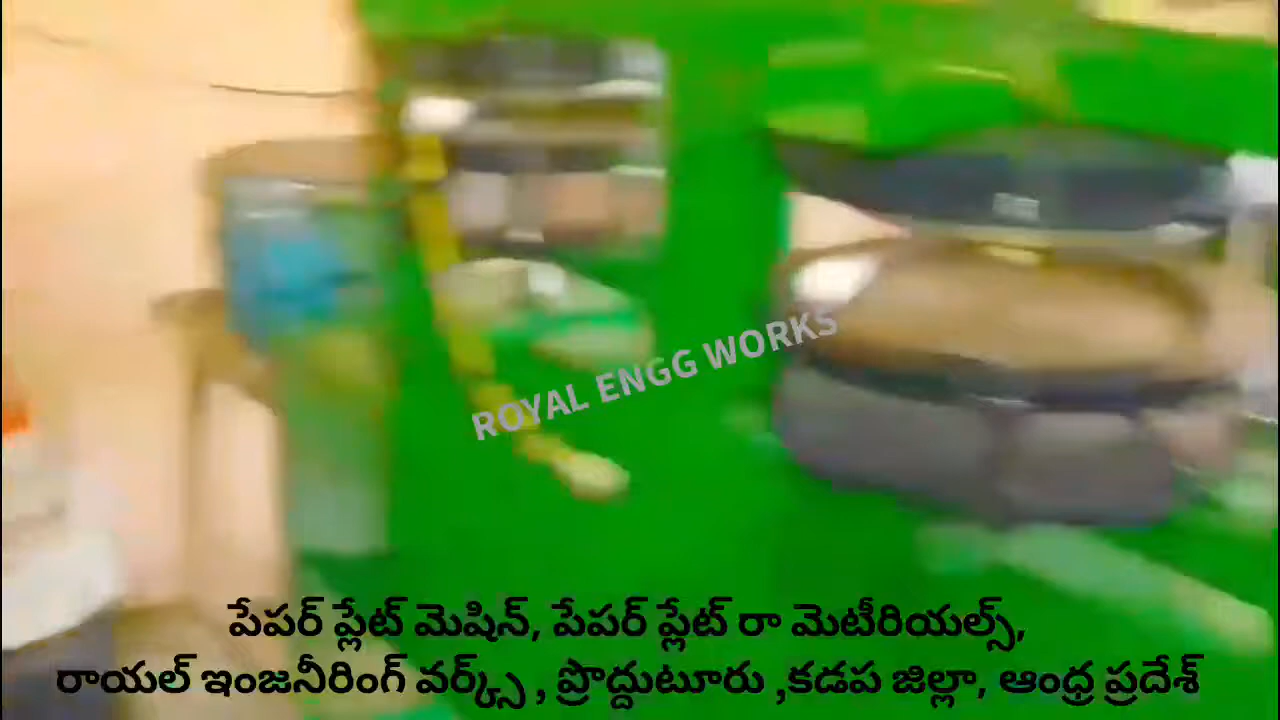 ROYAL ENGG WORKS
పేపర్ ప్లేట్ మెషిన్, పేపర్ ప్లేట్ రా మెటీరియల్స్,
రాయల్ ఇంజనీరింగ్ వర్క్స్ , ప్రొద్దుటూరు ,కడప జిల్లా, ఆంధ్ర ప్రదేశ్